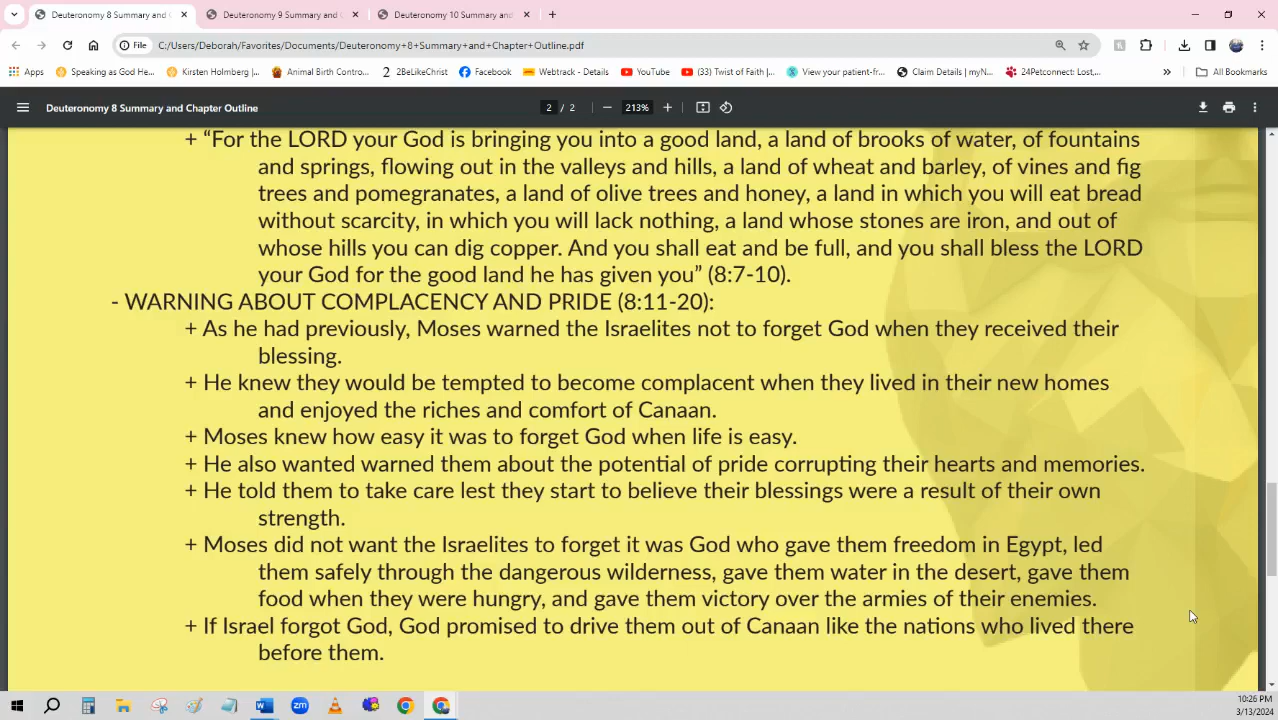 Deuteronomy 8 Summary and
Deuteronomy 9 Summary and C
Deuteronomy 10 Summary and
File
C:/Users/Deborah/Favorites/Documents/Deuteronomy+8+Summary+and+Chapter+Outline.pdf
Apps
Speaking as God He...
Kirsten Holmberg |...
Animal Birth Contro...
2 2BeLikeChrist
Facebook
Webtrack - Details
YouTube
(33) Twist of Faith |...
View your patient-fr...
Claim Details | myN...
24Petconnect: Lost,...
»
All Bookmarks
Deuteronomy 8 Summary and Chapter Outline
2 / 2
213%
+ “For the LORD your God is bringing you into a good land, a land of brooks of water, of fountains
and springs, flowing out in the valleys and hills, a land of wheat and barley, of vines and fig
trees and pomegranates, a land of olive trees and honey, a land in which you will eat bread
without scarcity, in which you will lack nothing, a land whose stones are iron, and out of
whose hills you can dig copper. And you shall eat and be full, and you shall bless the LORD
your God for the good land he has given you” (8:7-10).
- WARNING ABOUT COMPLACENCY AND PRIDE (8:11-20):
+ As he had previously, Moses warned the Israelites not to forget God when they received their
blessing.
+ He knew they would be tempted to become complacent when they lived in their new homes
and enjoyed the riches and comfort of Canaan.
+ Moses knew how easy it was to forget God when life is easy.
+ He also wanted warned them about the potential of pride corrupting their hearts and memories.
+ He told them to take care lest they start to believe their blessings were a result of their own
strength.
+ Moses did not want the Israelites to forget it was God who gave them freedom in Egypt, led
them safely through the dangerous wilderness, gave them water in the desert, gave them
food when they were hungry, and gave them victory over the armies of their enemies.
+ If Israel forgot God, God promised to drive them out of Canaan like the nations who lived there
before them.
zm
10:26 PM
3/13/2024